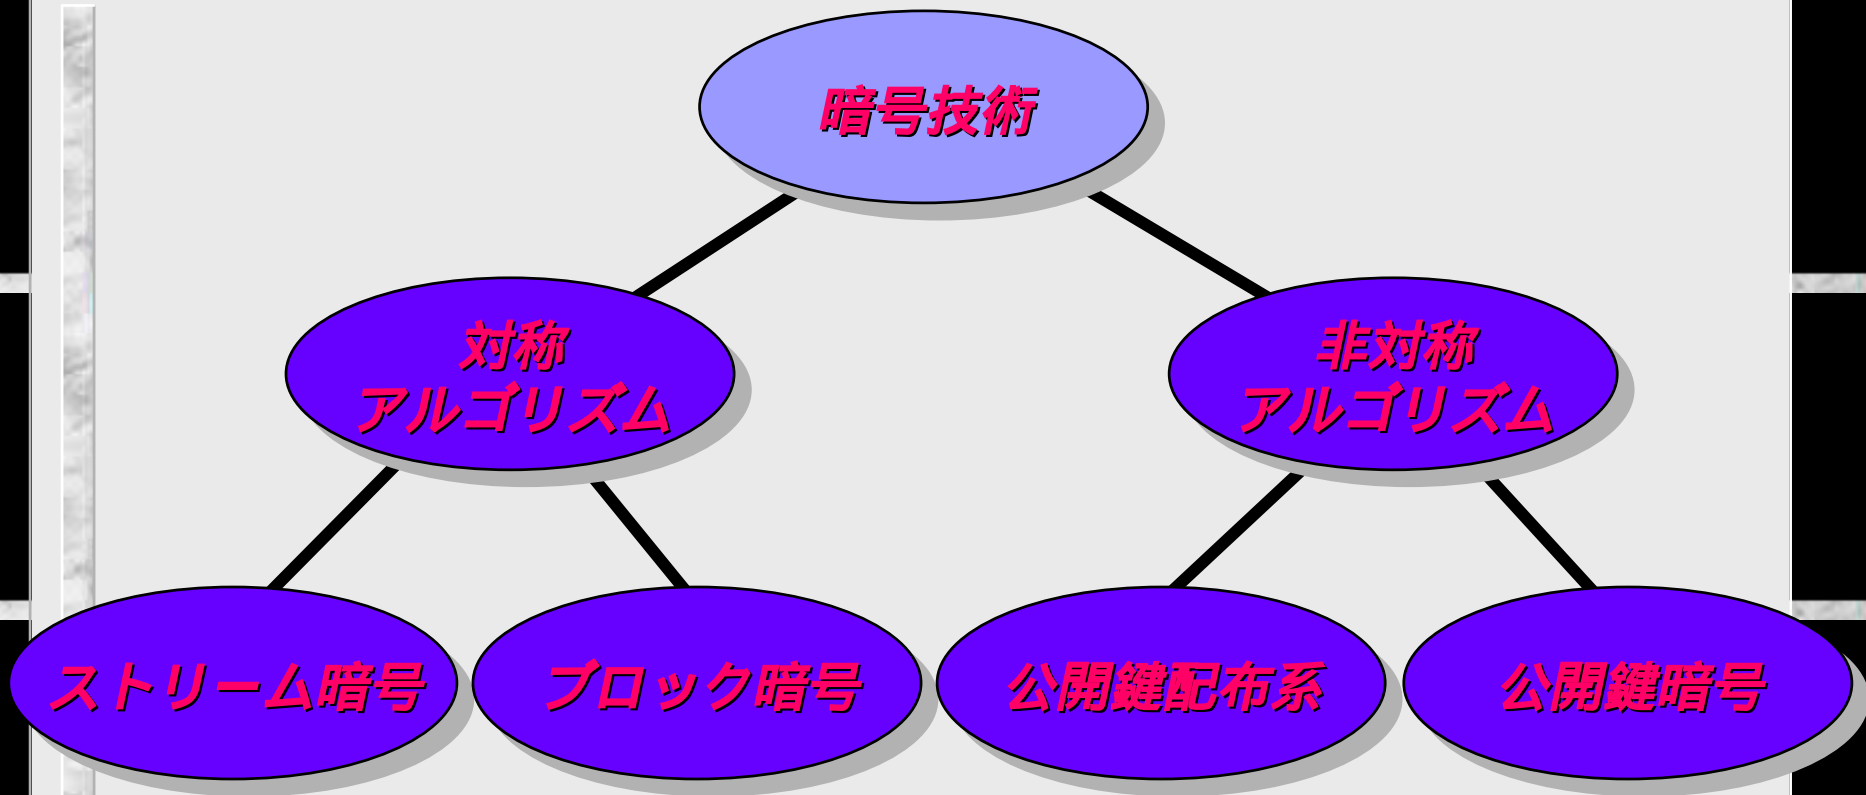 暗号技術
対称
アルゴリズム
非対称
アルゴリズム
ストリーム暗号
ブロック暗号
公開鍵配布系
公開鍵暗号